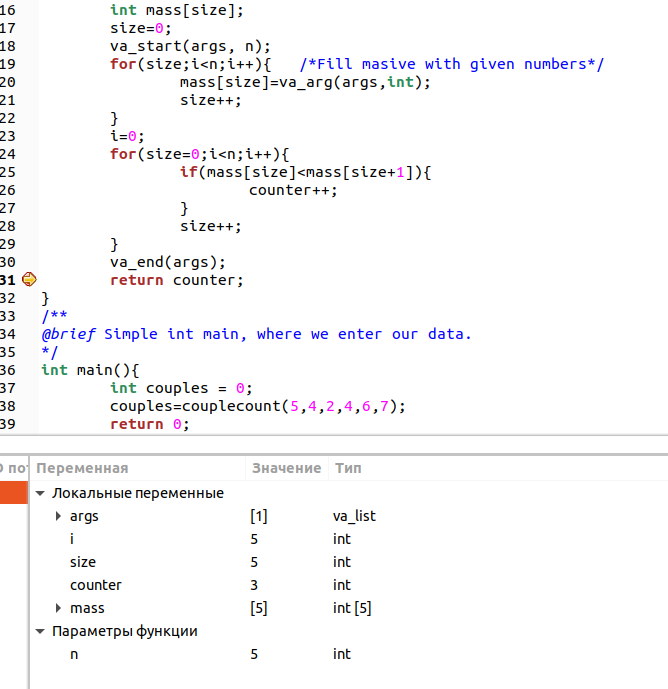 16 int mass[size];
17 size=0;
18 va_start(args, n);
19 for(size;i<n;i++){ /*Fill masive with given numbers*/
20 mass[size]=va_arg(args,int);
21 size++;
22 }
23 i=0;
24 for(size=0;i<n;i++){
25 if(mass[size]<mass[size+1]){
26 counter++;
27 }
28 size++;
29 }
30 va_end(args);
31 return counter;
32 }
33 /**
34 @brief Simple int main, where we enter our data.
35 */
36 int main(){
37 int couples = 0;
38 couples=couplecount(5,4,2,4,6,7);
39 return 0;
Переменная Значение Тип
Локальные переменные
args [1] va_list
i 5 int
size 5 int
counter 3 int
mass [5] int [5]
Параметры функции
n 5 int